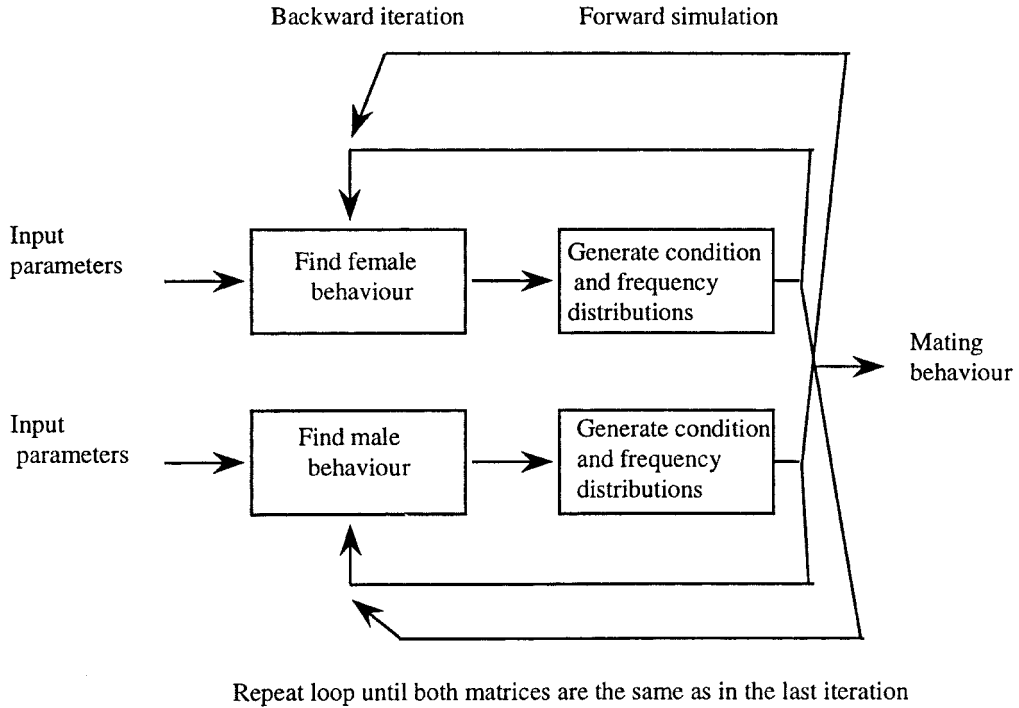 Backward iteration
Forward simulation
Input
parameters
Find female
behaviour
Generate condition
and frequency
distributions
Mating
behaviour
Input
parameters
Find male
behaviour
Generate condition
and frequency
distributions
Repeat loop until both matrices are the same as in the last iteration